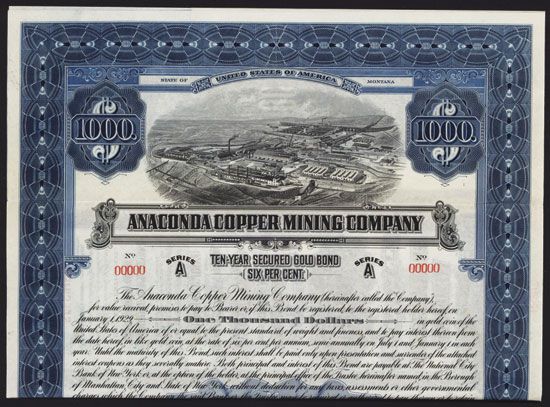 UNITED STATES OF AMERICA
STATE OF MONTANA
1000. 1000.
ANACONDA COPPER MINING COMPANY
No No
00000 SERIES A TEN-YEAR SECURED GOLD BOND SERIES A 00000
SIX PER CENT.
The Anaconda Copper Mining Company, (hereinafter called the Company),
for value received, promises to pay to Bearer, or, if this Bond be registered, to the registered holder hereof, on
January 1, 1929, One Thousand Dollars in gold coin of the
United States of America of or equal to the present standard of weight and fineness, and to pay interest thereon from
the date hereof, in like gold coin, at the rate of six per cent. per annum, semi-annually on July 1 and January 1 in each
year. Until the maturity of this Bond, such interest shall be paid only upon presentation and surrender of the attached
interest coupons as they severally mature. Both principal and interest of this Bond are payable at The National City
Bank of New York, or, at the option of the holder, at the principal office of the Trustee hereinafter named, in the Borough
of Manhattan, City and State of New York, without deduction for any taxes, assessments or other governmental
charges which the Company